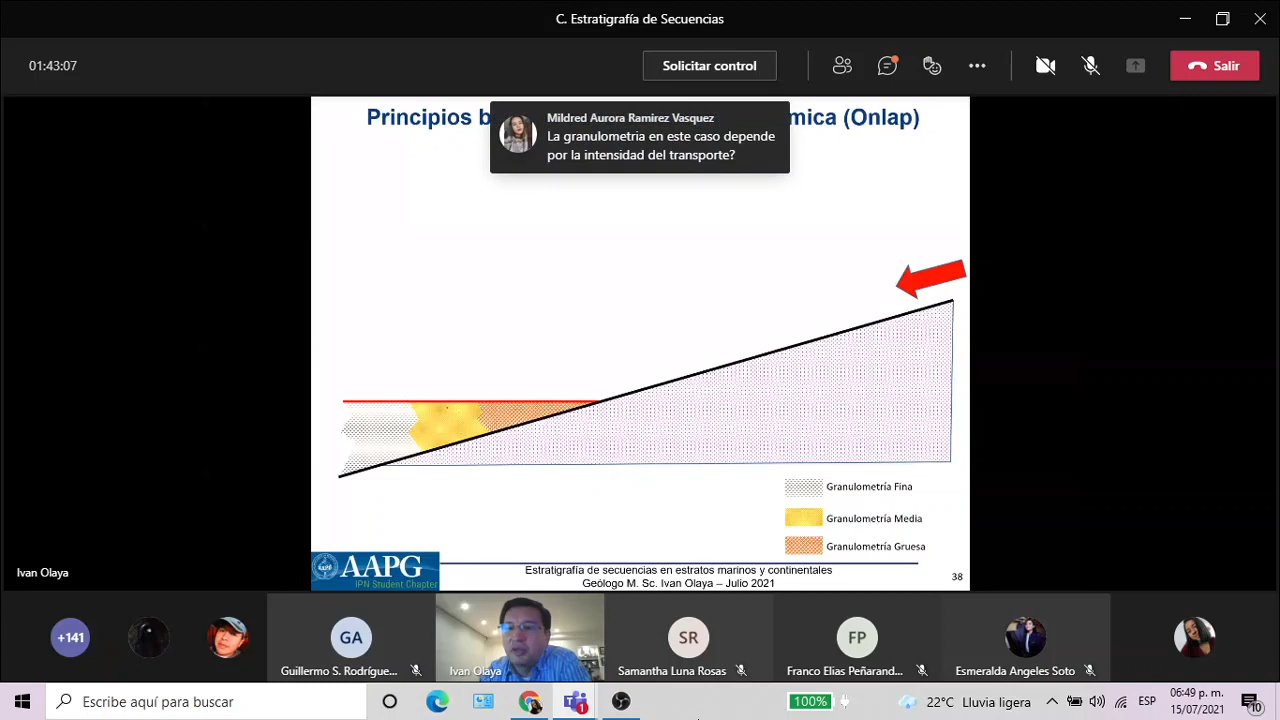 C. Estratigrafía de Secuencias
01:43:07
Solicitar control
Salir
Principios b
mica (Onlap)
Mildred Aurora Ramirez Vasquez
La granulometria en este caso depende
por la intensidad del transporte?
Granulometría Fina
Granulometría Media
Granulometría Gruesa
AAPG
IPN Student Chapter
Estratigrafía de secuencias en estratos marinos y continentales
Geólogo M. Sc. Ivan Olaya – Julio 2021
38
Ivan Olaya
+141
GA
Guillermo S. Rodrígue...
Ivan Olaya
SR
Samantha Luna Rosas
FP
Franco Elias Peñarand...
Esmeralda Angeles Soto
Escribe aquí para buscar
1
100%
22°C Lluvia ligera
ESP
06:49 p. m.
15/07/2021
10